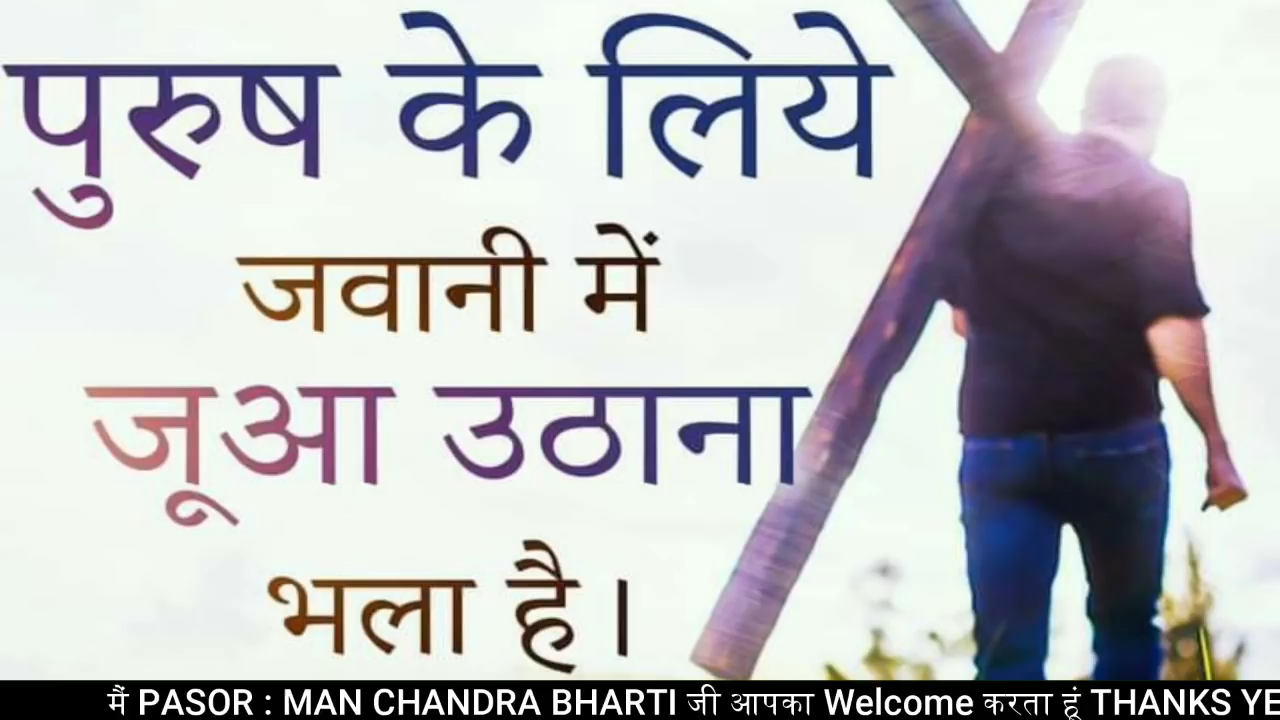 पुरुष के लिये
जवानी में
जूआ उठाना
भला है।
मैं PASOR : MAN CHANDRA BHARTI जी आपका Welcome करता हूं THANKS YE